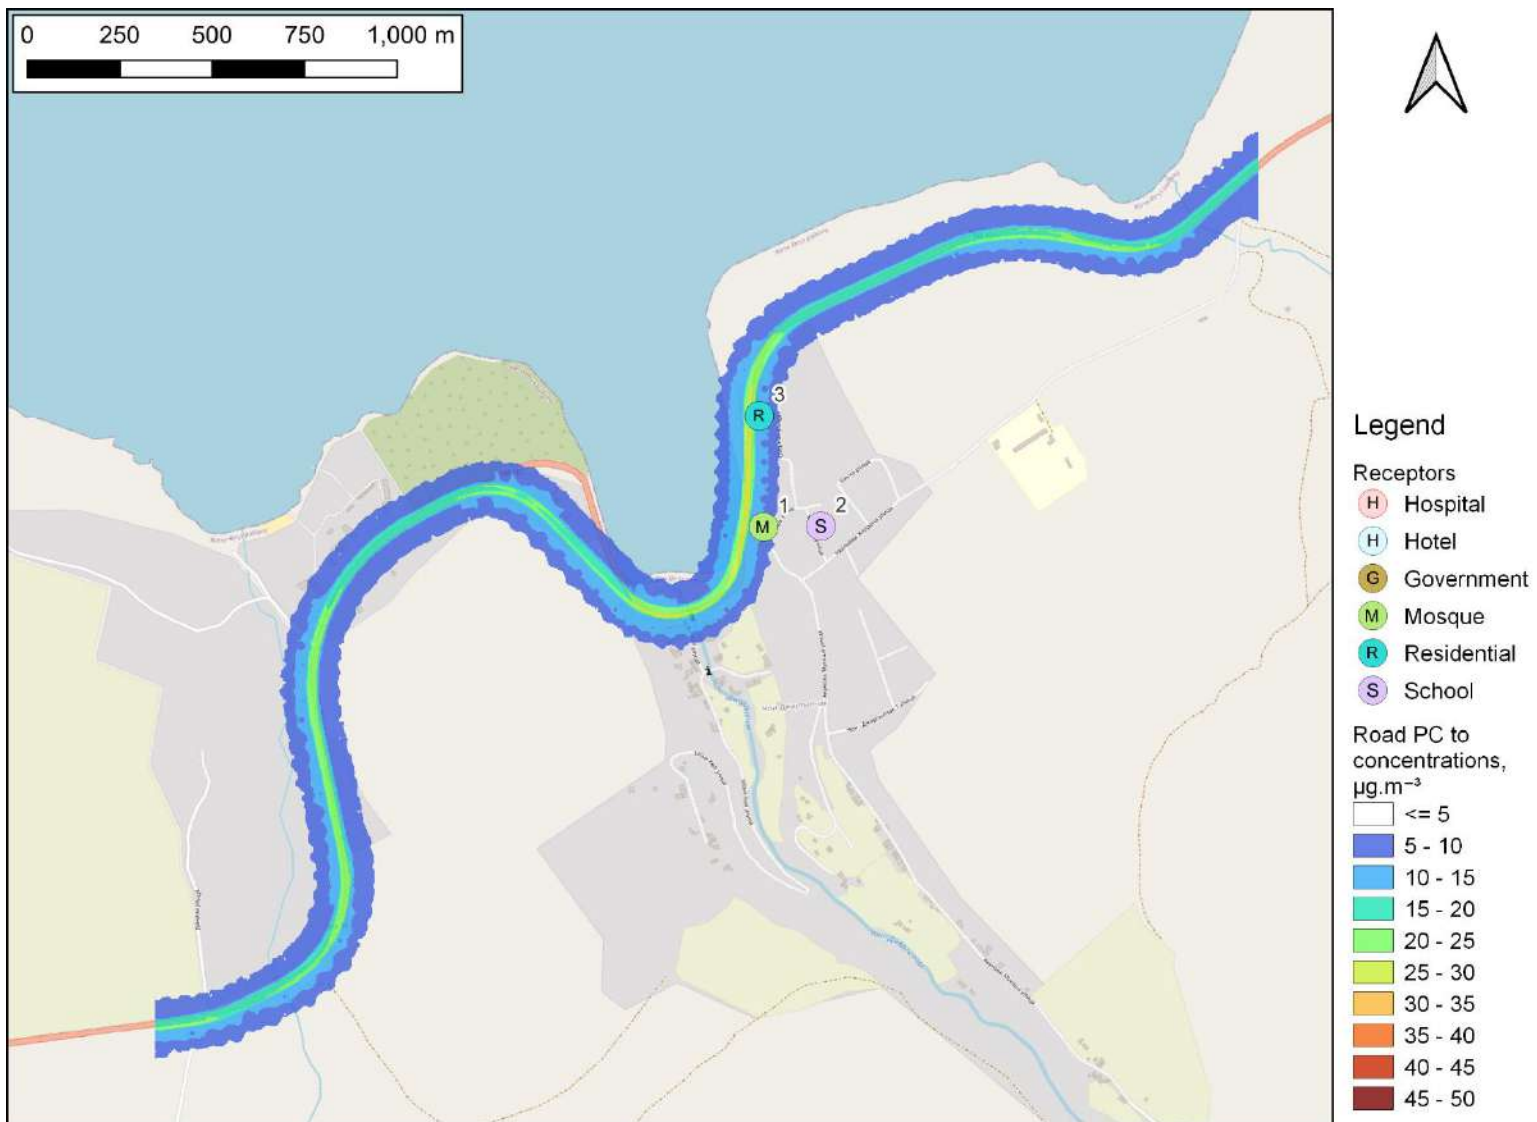 0 250 500 750 1,000 m
3
R
1
2
M
S
Legend
Receptors
H Hospital
H Hotel
G Government
M Mosque
R Residential
S School
Road PC to
concentrations,
µg.m⁻³
<= 5
5 - 10
10 - 15
15 - 20
20 - 25
25 - 30
30 - 35
35 - 40
40 - 45
45 - 50